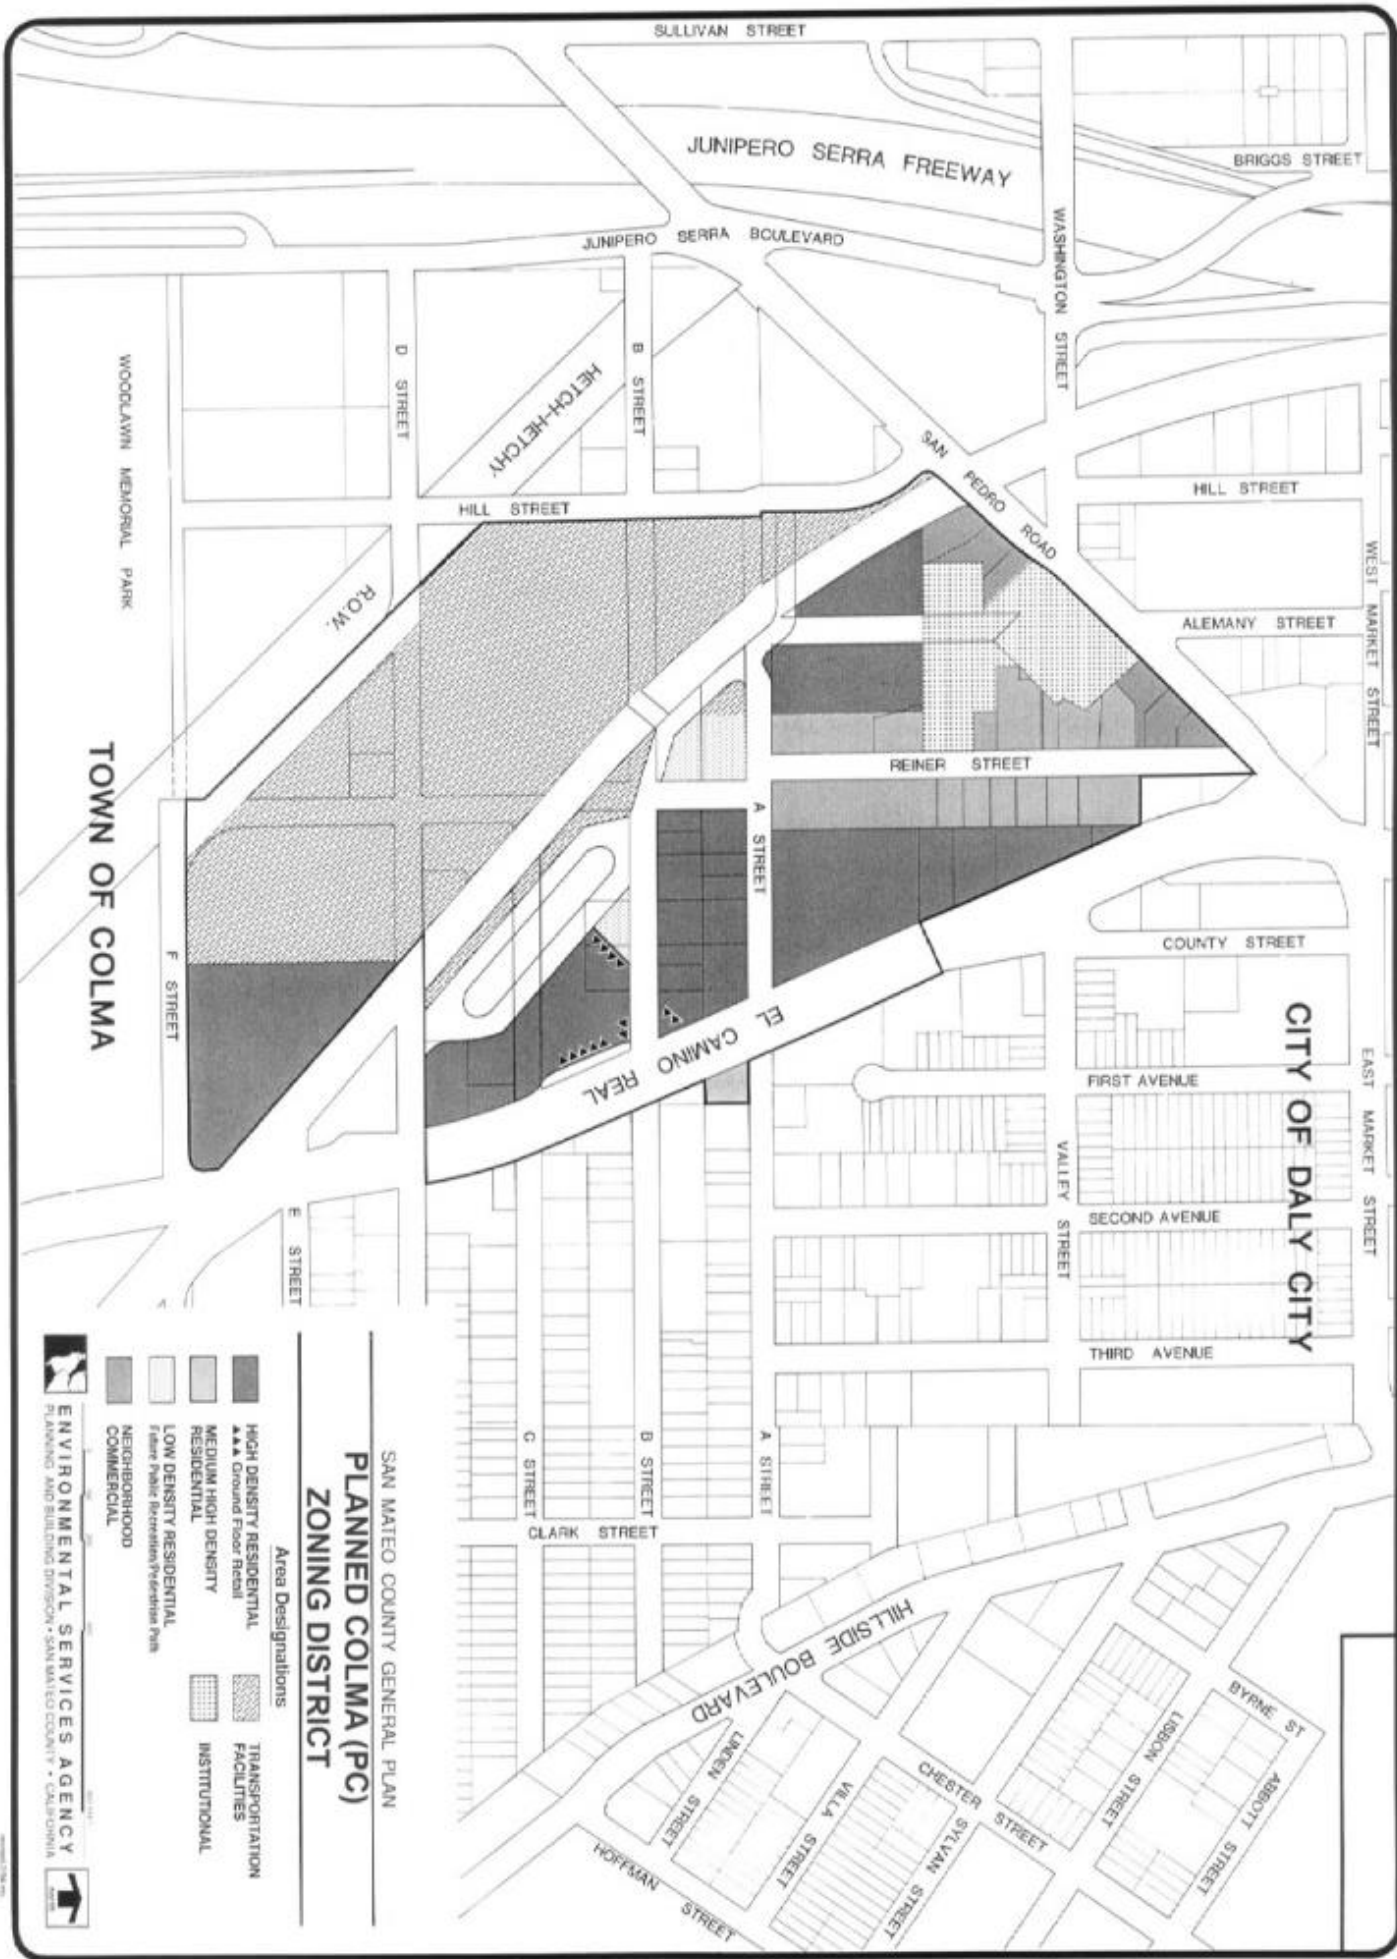 SULLIVAN STREET
JUNIPERO SERRA FREEWAY
BRIGGS STREET
JUNIPERO SERRA BOULEVARD
WASHINGTON STREET
D STREET
B STREET
HETCH-HETCHY
WOODLAWN MEMORIAL PARK
SAN PEDRO ROAD
HILL STREET
HILL STREET
WEST MARKET STREET
R.O.W.
ALEMANY STREET
TOWN OF COLMA
REINER STREET
A STREET
F STREET
COUNTY STREET
CITY OF DALY CITY
EL CAMINO REAL
FIRST AVENUE
EAST MARKET STREET
VALLEY STREET
SECOND AVENUE
E STREET
THIRD AVENUE
C STREET
B STREET
A STREET
CLARK STREET
HILLSIDE BOULEVARD
BYRNE ST
LISBON STREET
ABBOTT STREET
CHESTER STREET
LINDEN STREET
VILLA STREET
SYLVAN STREET
HOFFMAN STREET
SAN MATEO COUNTY GENERAL PLAN
PLANNED COLMA (PC)
ZONING DISTRICT
Area Designations
HIGH DENSITY RESIDENTIAL
▲▲▲ Ground Floor Retail
MEDIUM HIGH DENSITY
RESIDENTIAL
LOW DENSITY RESIDENTIAL
Future Public Recreation/Pedestrian Path
NEIGHBORHOOD
COMMERCIAL
TRANSPORTATION
FACILITIES
INSTITUTIONAL
ENVIRONMENTAL SERVICES AGENCY
PLANNING AND BUILDING DIVISION • SAN MATEO COUNTY • CALIFORNIA